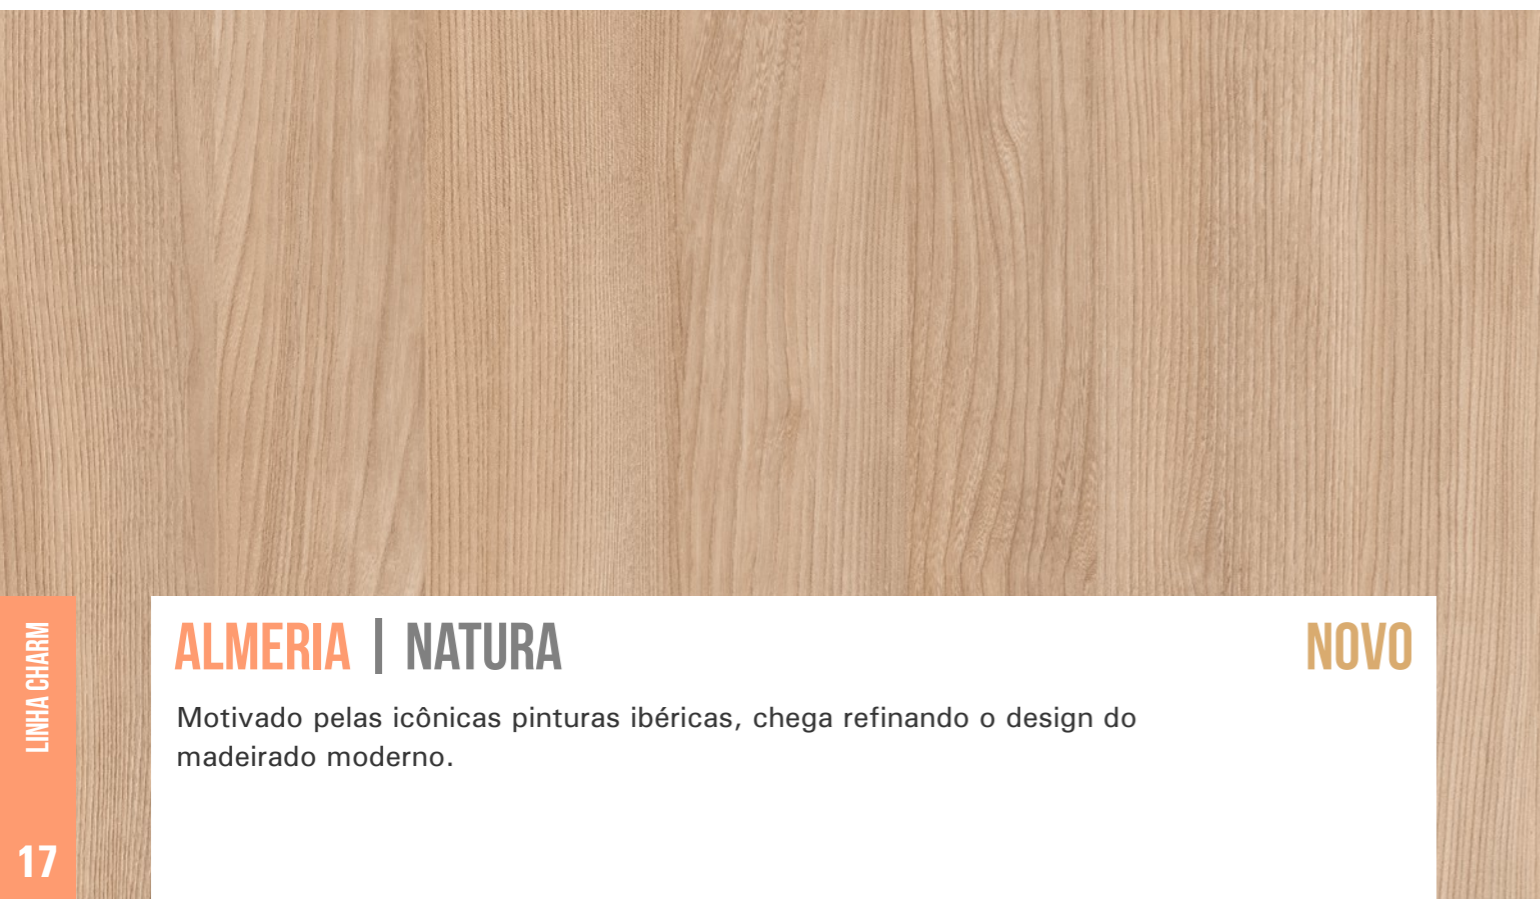 ALMERIA | NATURA
NOVO
Motivado pelas icônicas pinturas ibéricas, chega refinando o design do
madeirado moderno.
LINHA CHARM
17